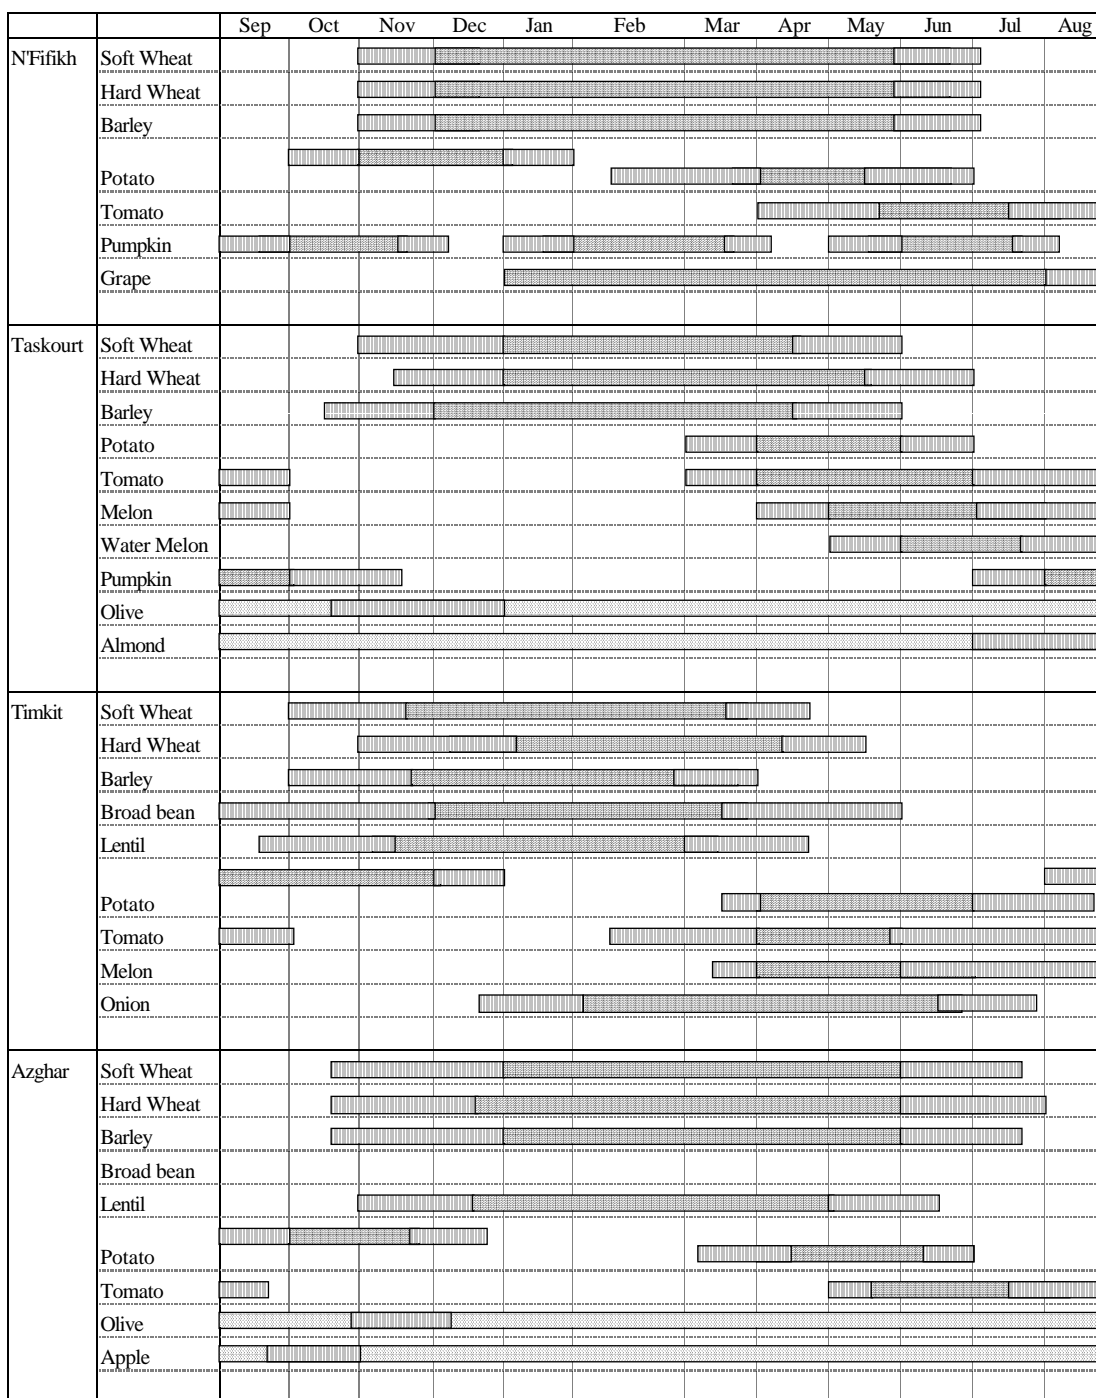 Sep Oct Nov Dec Jan Feb Mar Apr May Jun Jul Aug
N'Fifikh Soft Wheat
Hard Wheat
Barley
Potato
Tomato
Pumpkin
Grape
Taskourt Soft Wheat
Hard Wheat
Barley
Potato
Tomato
Melon
Water Melon
Pumpkin
Olive
Almond
Timkit Soft Wheat
Hard Wheat
Barley
Broad bean
Lentil
Potato
Tomato
Melon
Onion
Azghar Soft Wheat
Hard Wheat
Barley
Broad bean
Lentil
Potato
Tomato
Olive
Apple